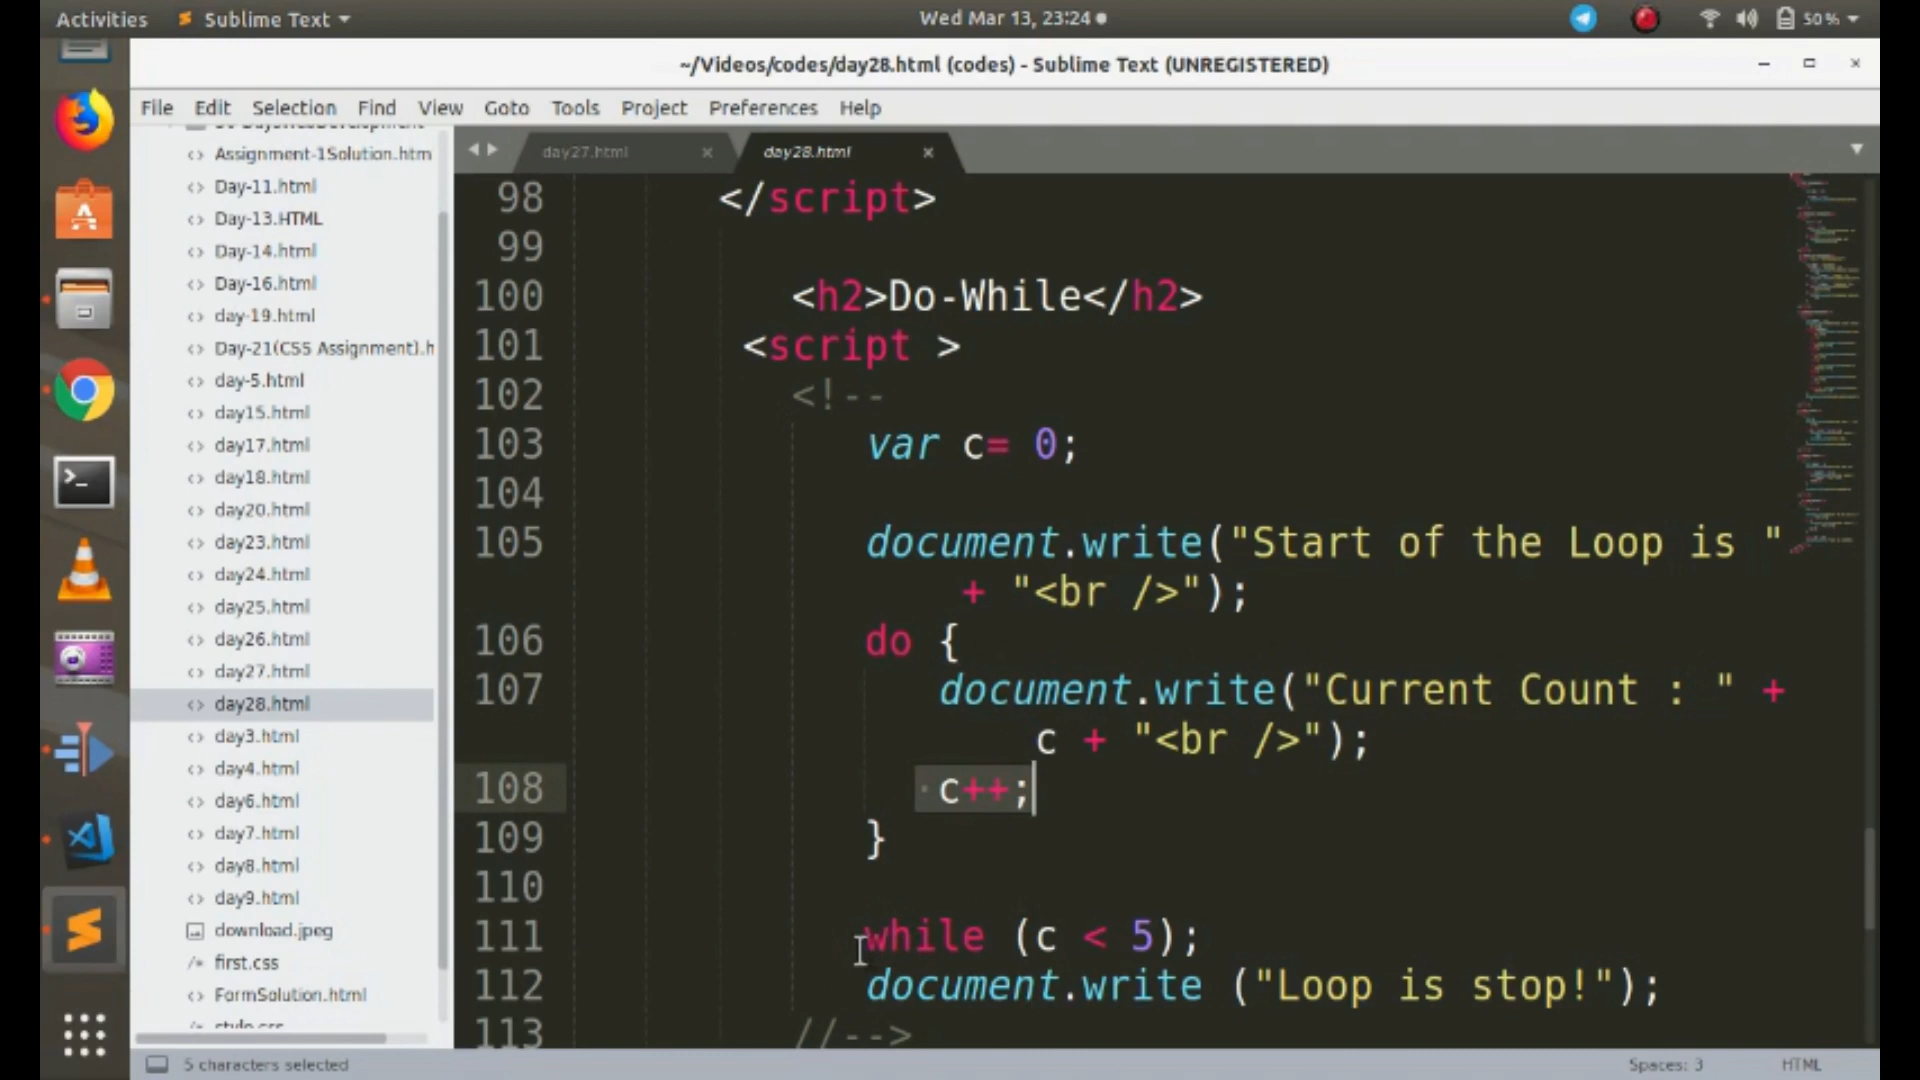 Activities
Sublime Text
Wed Mar 13, 23:24
50 %
~/Videos/codes/day28.html (codes) - Sublime Text (UNREGISTERED)
File Edit Selection Find View Goto Tools Project Preferences Help
Assignment-1Solution.htm
Day-11.html
Day-13.HTML
Day-14.html
Day-16.html
day-19.html
Day-21(CSS Assignment).h
day-5.html
day15.html
day17.html
day18.html
day20.html
day23.html
day24.html
day25.html
day26.html
day27.html
day28.html
day3.html
day4.html
day6.html
day7.html
day8.html
day9.html
download.jpeg
first.css
FormSolution.html
style.css
day27.html
day28.html
98 </script>
99
100 <h2>Do-While</h2>
101 <script >
102 <!--
103 var c= 0;
104
105 document.write("Start of the Loop is "
+ "<br />");
106 do {
107 document.write("Current Count : " +
c + "<br />");
108 c++;
109 }
110
111 while (c < 5);
112 document.write ("Loop is stop!");
113 //-->
5 characters selected
Spaces: 3
HTML